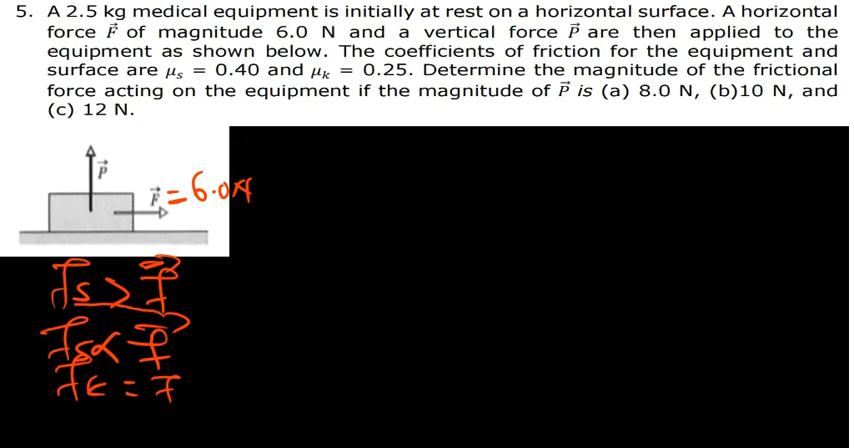 5. A 2.5 kg medical equipment is initially at rest on a horizontal surface. A horizontal
force F⃗ of magnitude 6.0 N and a vertical force P⃗ are then applied to the
equipment as shown below. The coefficients of friction for the equipment and
surface are μs = 0.40 and μk = 0.25. Determine the magnitude of the frictional
force acting on the equipment if the magnitude of P⃗ is (a) 8.0 N, (b)10 N, and
(c) 12 N.
P⃗
F⃗ = 6.0N
fs > F⃗